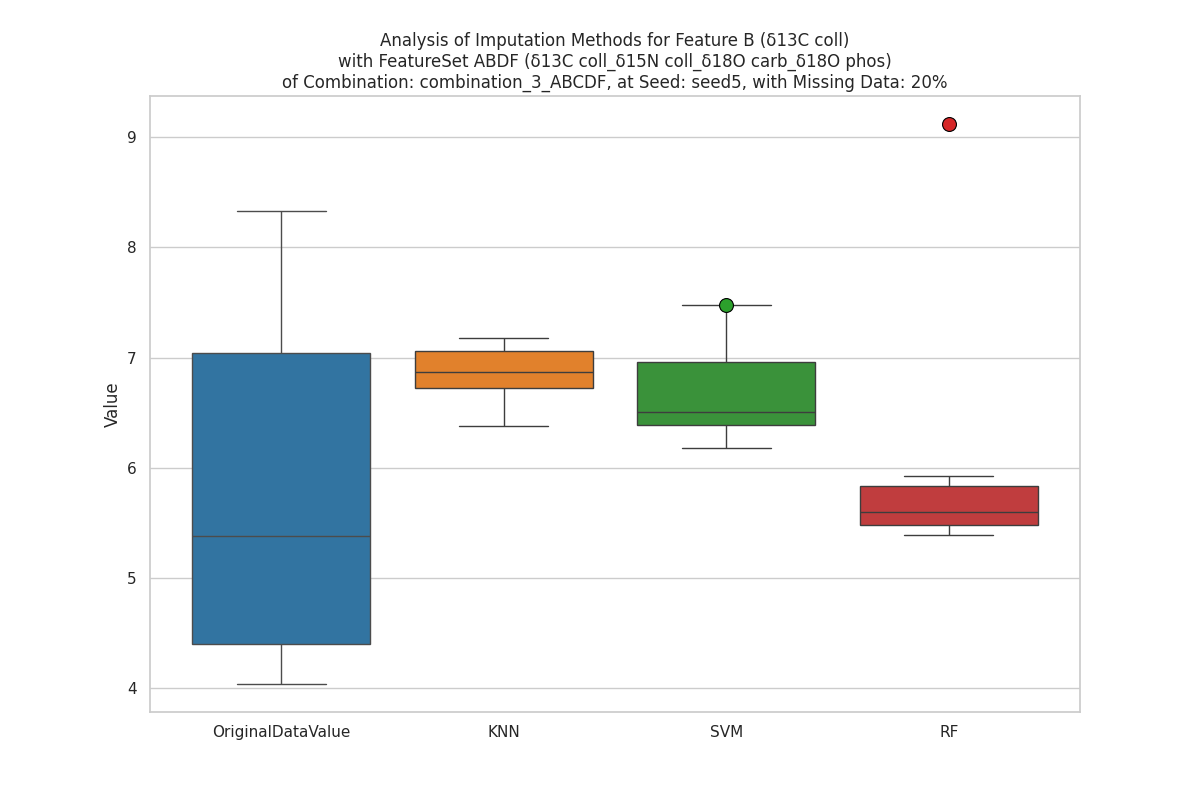 Analysis of Imputation Methods for Feature B (δ13C coll)
with FeatureSet ABDF (δ13C coll_δ15N coll_δ18O carb_δ18O phos)
of Combination: combination_3_ABCDF, at Seed: seed5, with Missing Data: 20%
9
8
7
6
5
4
Value
OriginalDataValue
KNN
SVM
RF